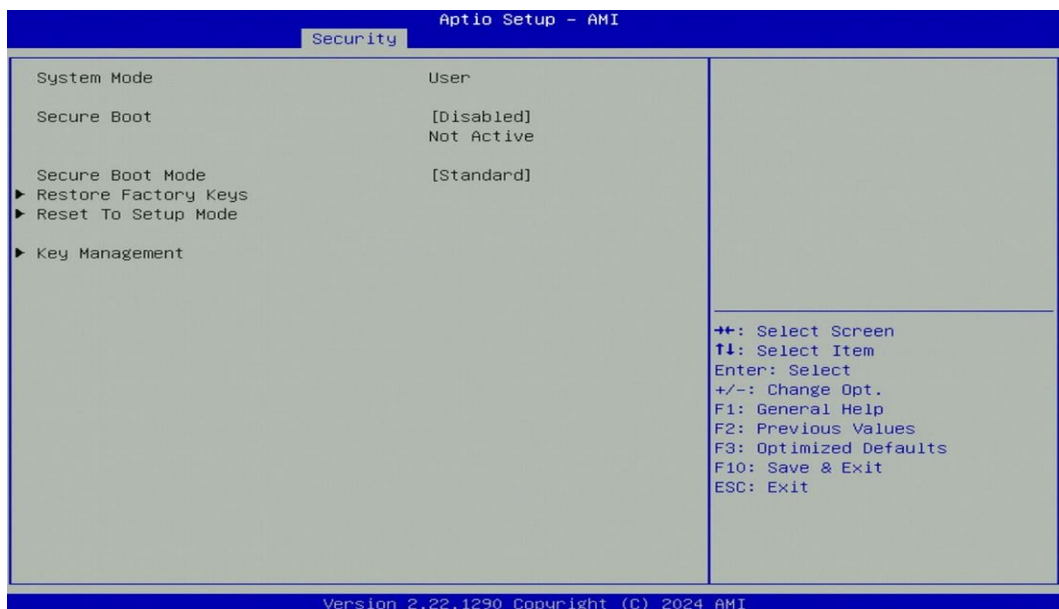 Aptio Setup – AMI
Security
System Mode User
Secure Boot [Disabled]
Not Active
Secure Boot Mode [Standard]
▶ Restore Factory Keys
▶ Reset To Setup Mode
▶ Key Management
→←: Select Screen
↑↓: Select Item
Enter: Select
+/-: Change Opt.
F1: General Help
F2: Previous Values
F3: Optimized Defaults
F10: Save & Exit
ESC: Exit
Version 2.22.1290 Copyright (C) 2024 AMI